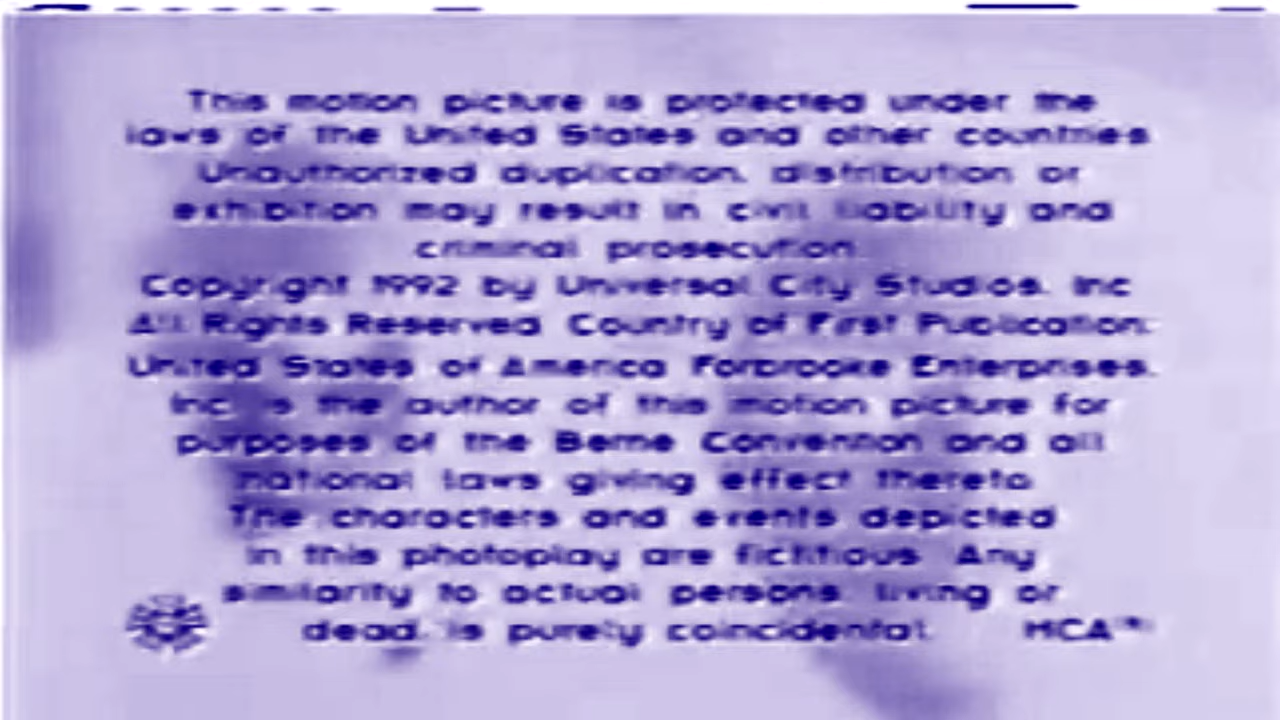 This motion picture is protected under the
laws of the United States and other countries
Unauthorized duplication, distribution or
exhibition may result in civil liability and
criminal prosecution.
Copyright 1992 by Universal City Studios, Inc
All Rights Reserved. Country of First Publication:
United States of America Enterprises,
Inc. is the author of this motion picture for
purposes of the Berne Convention and all
national laws giving effect thereto
The characters and events depicted
in this photoplay are fictitious. Any
similarity to actual persons, living or
dead, is purely coincidental.
MCA